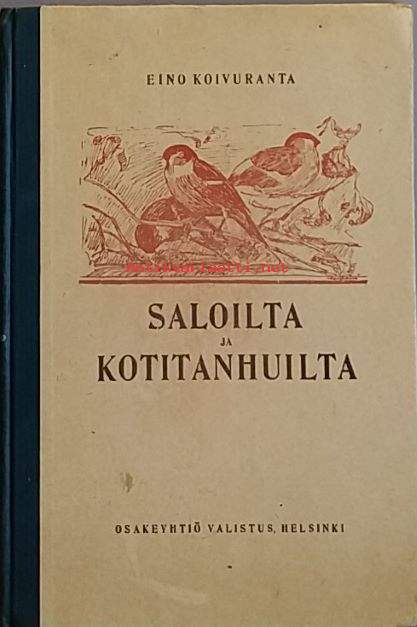 EINO KOIVURANTA
SALOILTA
JA
KOTITANHUILTA
OSAKEYHTIÖ VALISTUS, HELSINKI